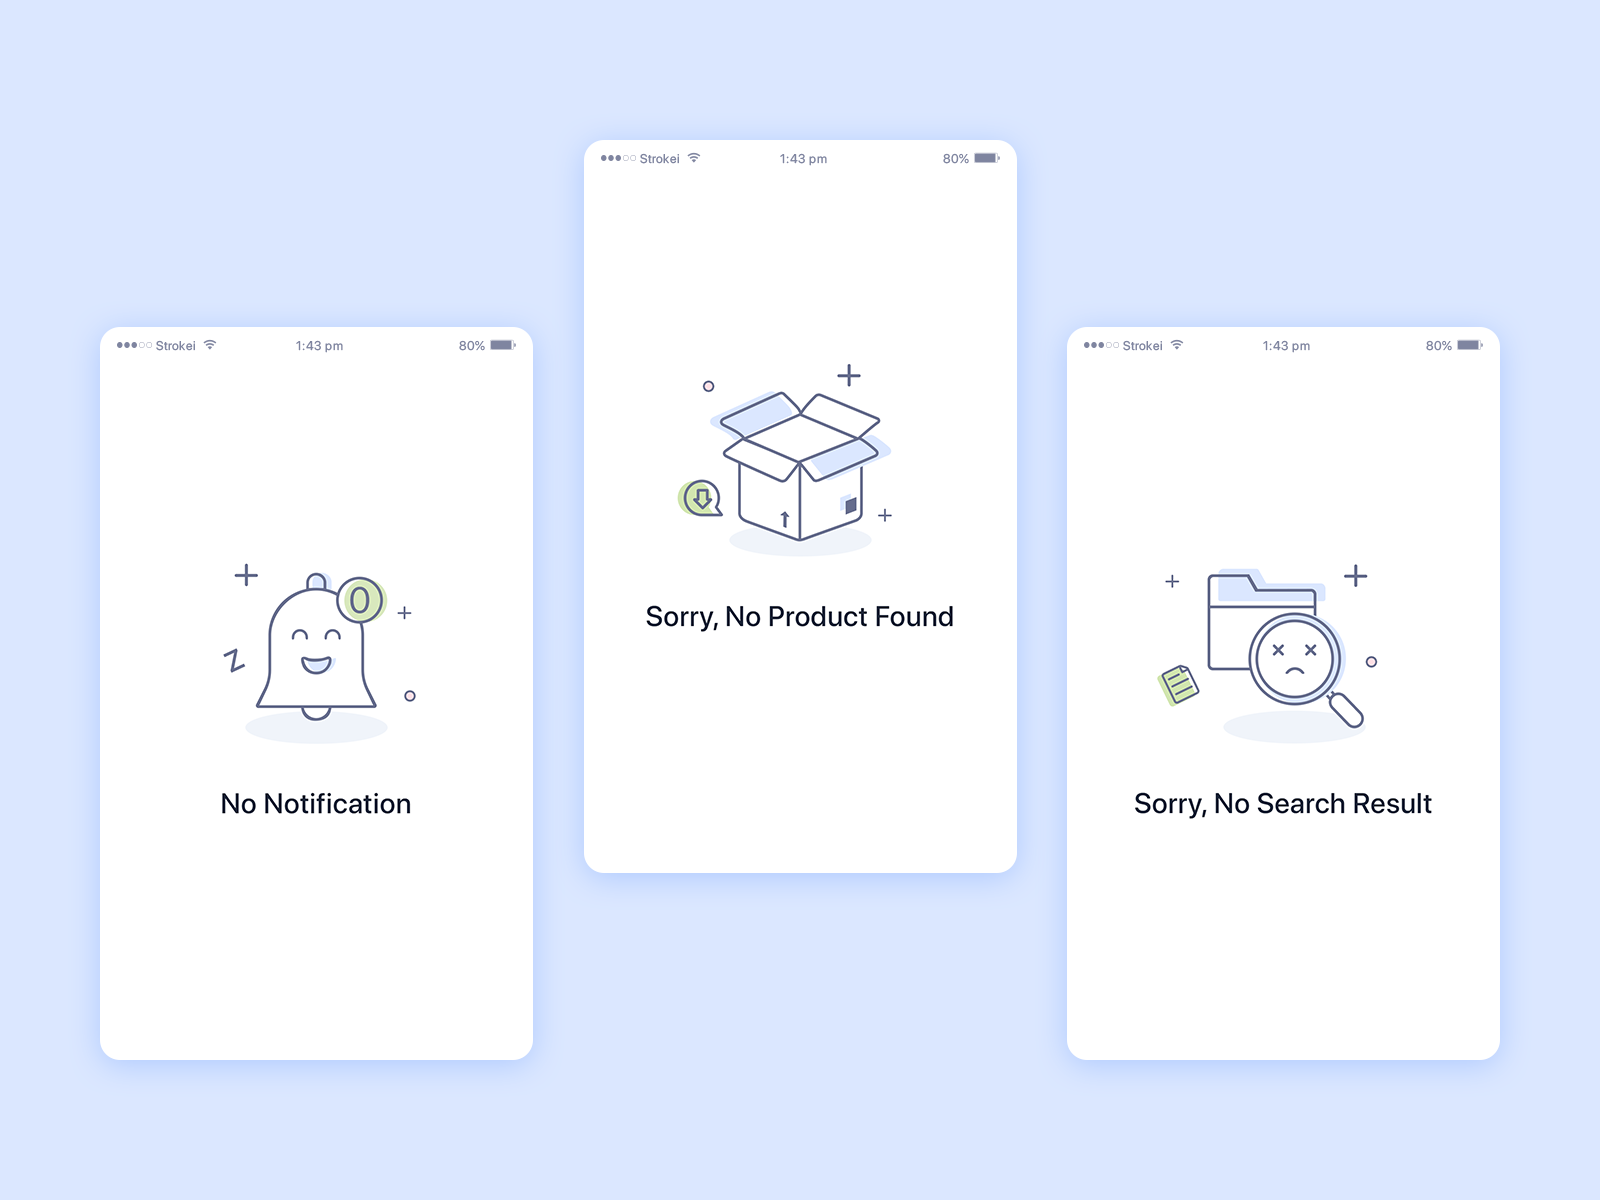 Strokei 1:43 pm 80%
0
Z
No Notification
Strokei 1:43 pm 80%
Sorry, No Product Found
Strokei 1:43 pm 80%
Sorry, No Search Result